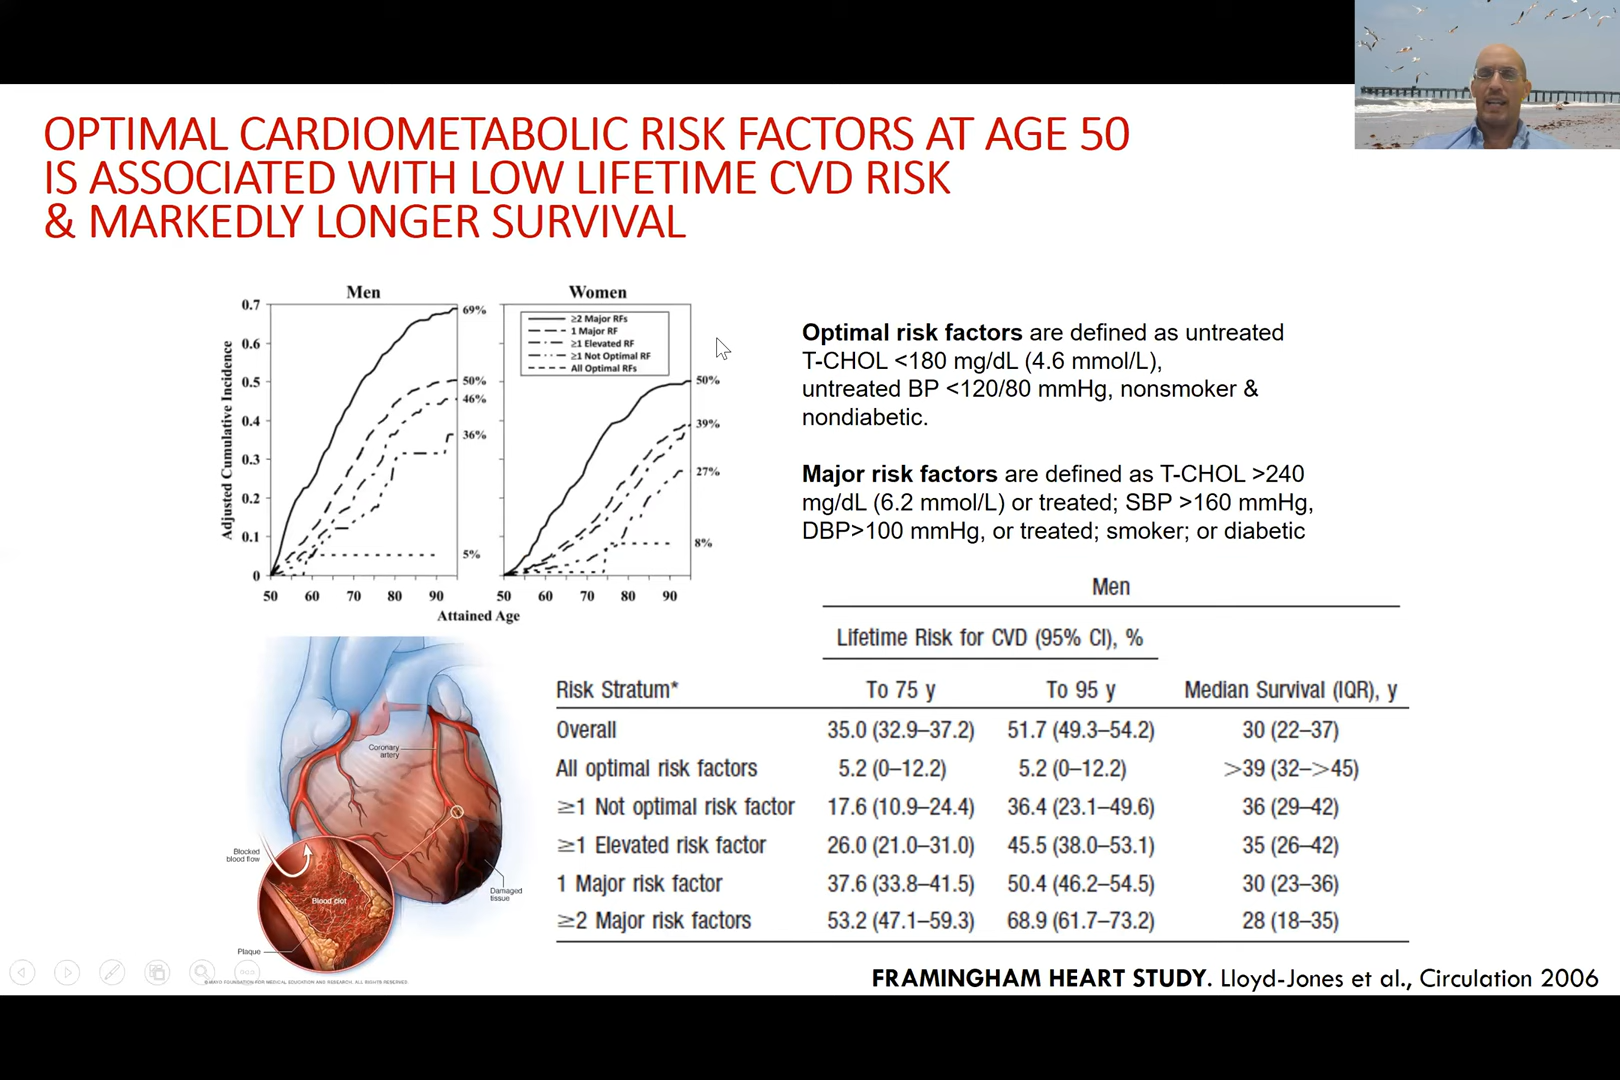 OPTIMAL CARDIOMETABOLIC RISK FACTORS AT AGE 50
IS ASSOCIATED WITH LOW LIFETIME CVD RISK
& MARKEDLY LONGER SURVIVAL
Men
Women
Adjusted Cumulative Incidence
0.7
0.6
0.5
0.4
0.3
0.2
0.1
0
69%
50%
46%
36%
5%
≥2 Major RFs
1 Major RF
≥1 Elevated RF
≥1 Not Optimal RF
All Optimal RFs
50%
39%
27%
8%
50 60 70 80 90
50 60 70 80 90
Attained Age
Optimal risk factors are defined as untreated
T-CHOL <180 mg/dL (4.6 mmol/L),
untreated BP <120/80 mmHg, nonsmoker &
nondiabetic.
Major risk factors are defined as T-CHOL >240
mg/dL (6.2 mmol/L) or treated; SBP >160 mmHg,
DBP>100 mmHg, or treated; smoker; or diabetic
Men
Lifetime Risk for CVD (95% CI), %
Risk Stratum* To 75 y To 95 y Median Survival (IQR), y
Overall 35.0 (32.9–37.2) 51.7 (49.3–54.2) 30 (22–37)
All optimal risk factors 5.2 (0–12.2) 5.2 (0–12.2) >39 (32–>45)
≥1 Not optimal risk factor 17.6 (10.9–24.4) 36.4 (23.1–49.6) 36 (29–42)
≥1 Elevated risk factor 26.0 (21.0–31.0) 45.5 (38.0–53.1) 35 (26–42)
1 Major risk factor 37.6 (33.8–41.5) 50.4 (46.2–54.5) 30 (23–36)
≥2 Major risk factors 53.2 (47.1–59.3) 68.9 (61.7–73.2) 28 (18–35)
Coronary
artery
Blocked
blood flow
Blood clot
Plaque
Damaged
tissue
© MAYO FOUNDATION FOR MEDICAL EDUCATION AND RESEARCH. ALL RIGHTS RESERVED.
FRAMINGHAM HEART STUDY. Lloyd-Jones et al., Circulation 2006